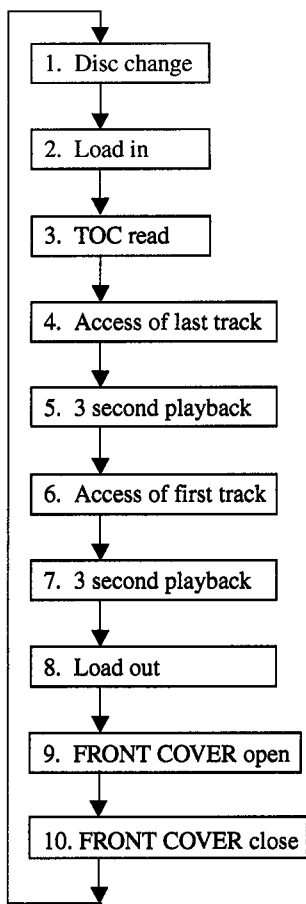 1. Disc change
2. Load in
3. TOC read
4. Access of last track
5. 3 second playback
6. Access of first track
7. 3 second playback
8. Load out
9. FRONT COVER open
10. FRONT COVER close